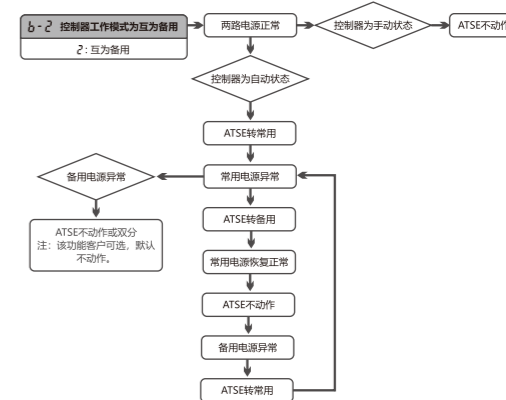 b-2 控制器工作模式为互为备用
2: 互为备用
两路电源正常
控制器为手动状态
ATSE不动作
控制器为自动状态
ATSE转常用
备用电源异常
常用电源异常
ATSE不动作或双分
注：该功能客户可选，默认
不动作。
ATSE转备用
常用电源恢复正常
ATSE不动作
备用电源异常
ATSE转常用